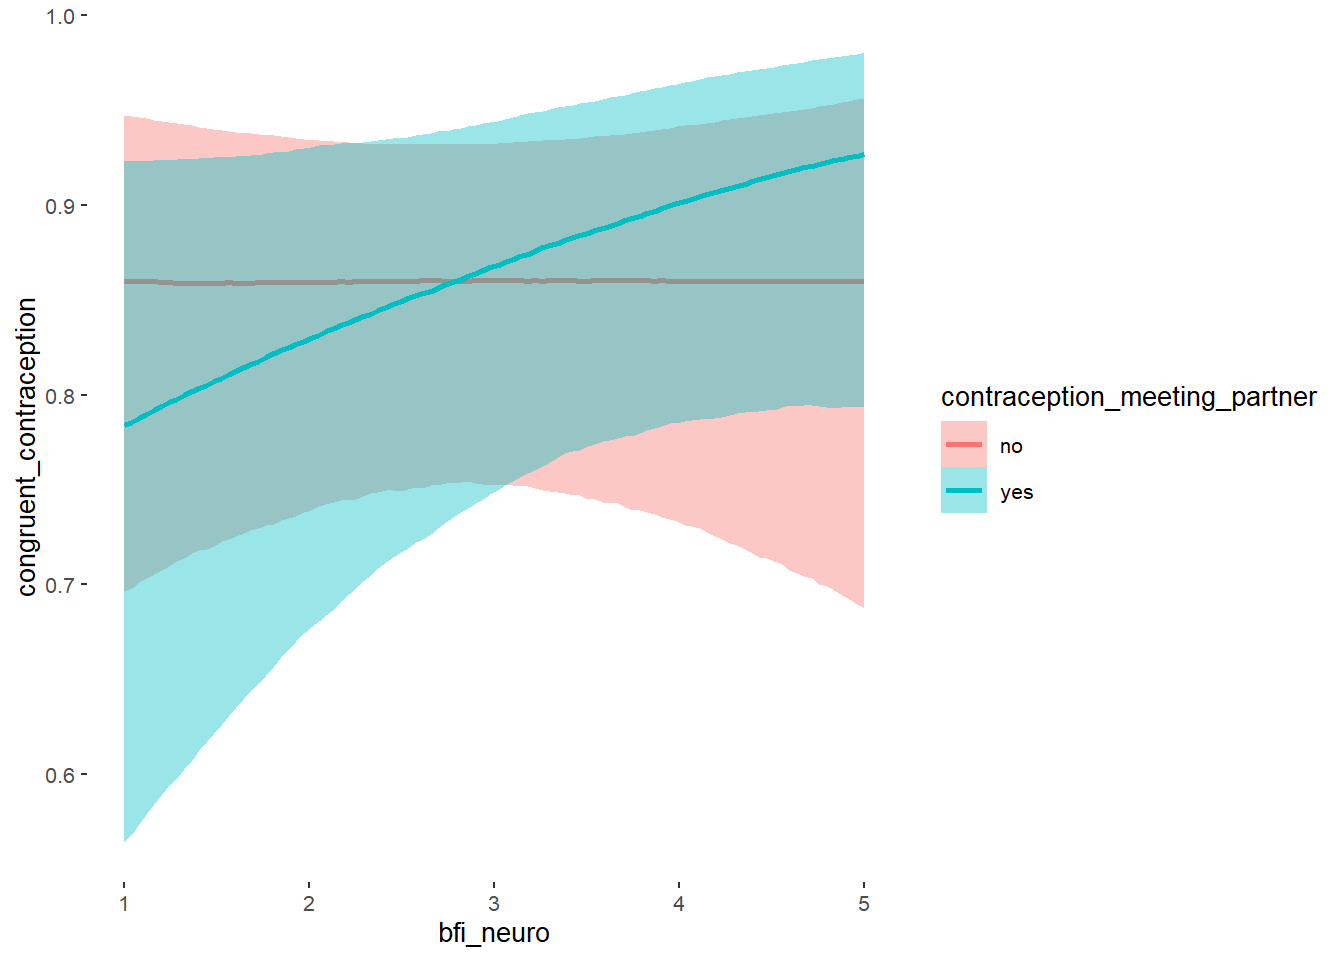 1.0
0.9
0.8
0.7
0.6
congruent_contraception
1
2
3
4
5
bfi_neuro
contraception_meeting_partner
no
yes